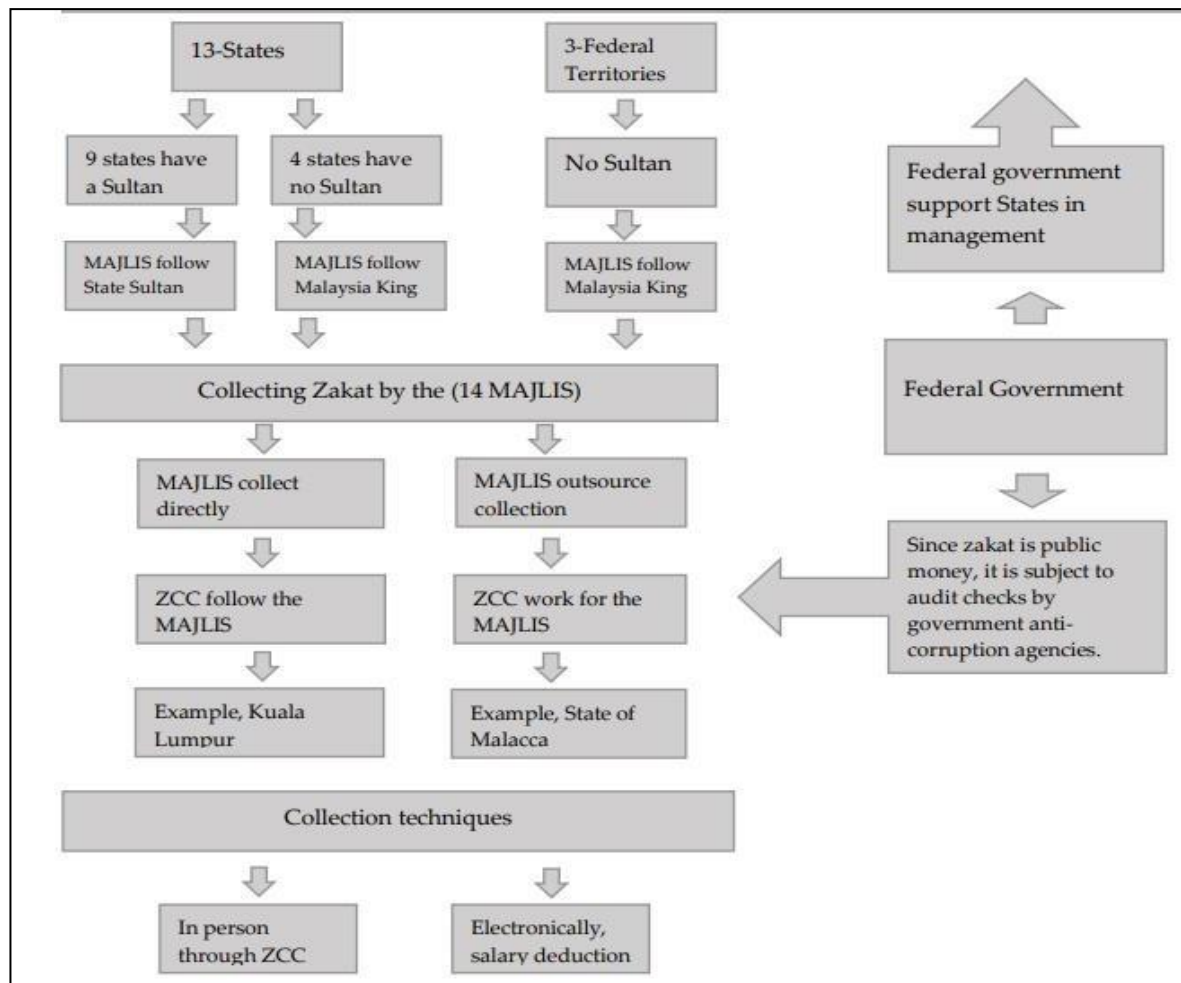 13-States
3-Federal
Territories
9 states have
a Sultan
4 states have
no Sultan
No Sultan
MAJLIS follow
State Sultan
MAJLIS follow
Malaysia King
MAJLIS follow
Malaysia King
Collecting Zakat by the (14 MAJLIS)
MAJLIS collect
directly
MAJLIS outsource
collection
ZCC follow the
MAJLIS
ZCC work for the
MAJLIS
Example, Kuala
Lumpur
Example, State of
Malacca
Collection techniques
In person
through ZCC
Electronically,
salary deduction
Federal government
support States in
management
Federal Government
Since zakat is public
money, it is subject to
audit checks by
government anti-
corruption agencies.